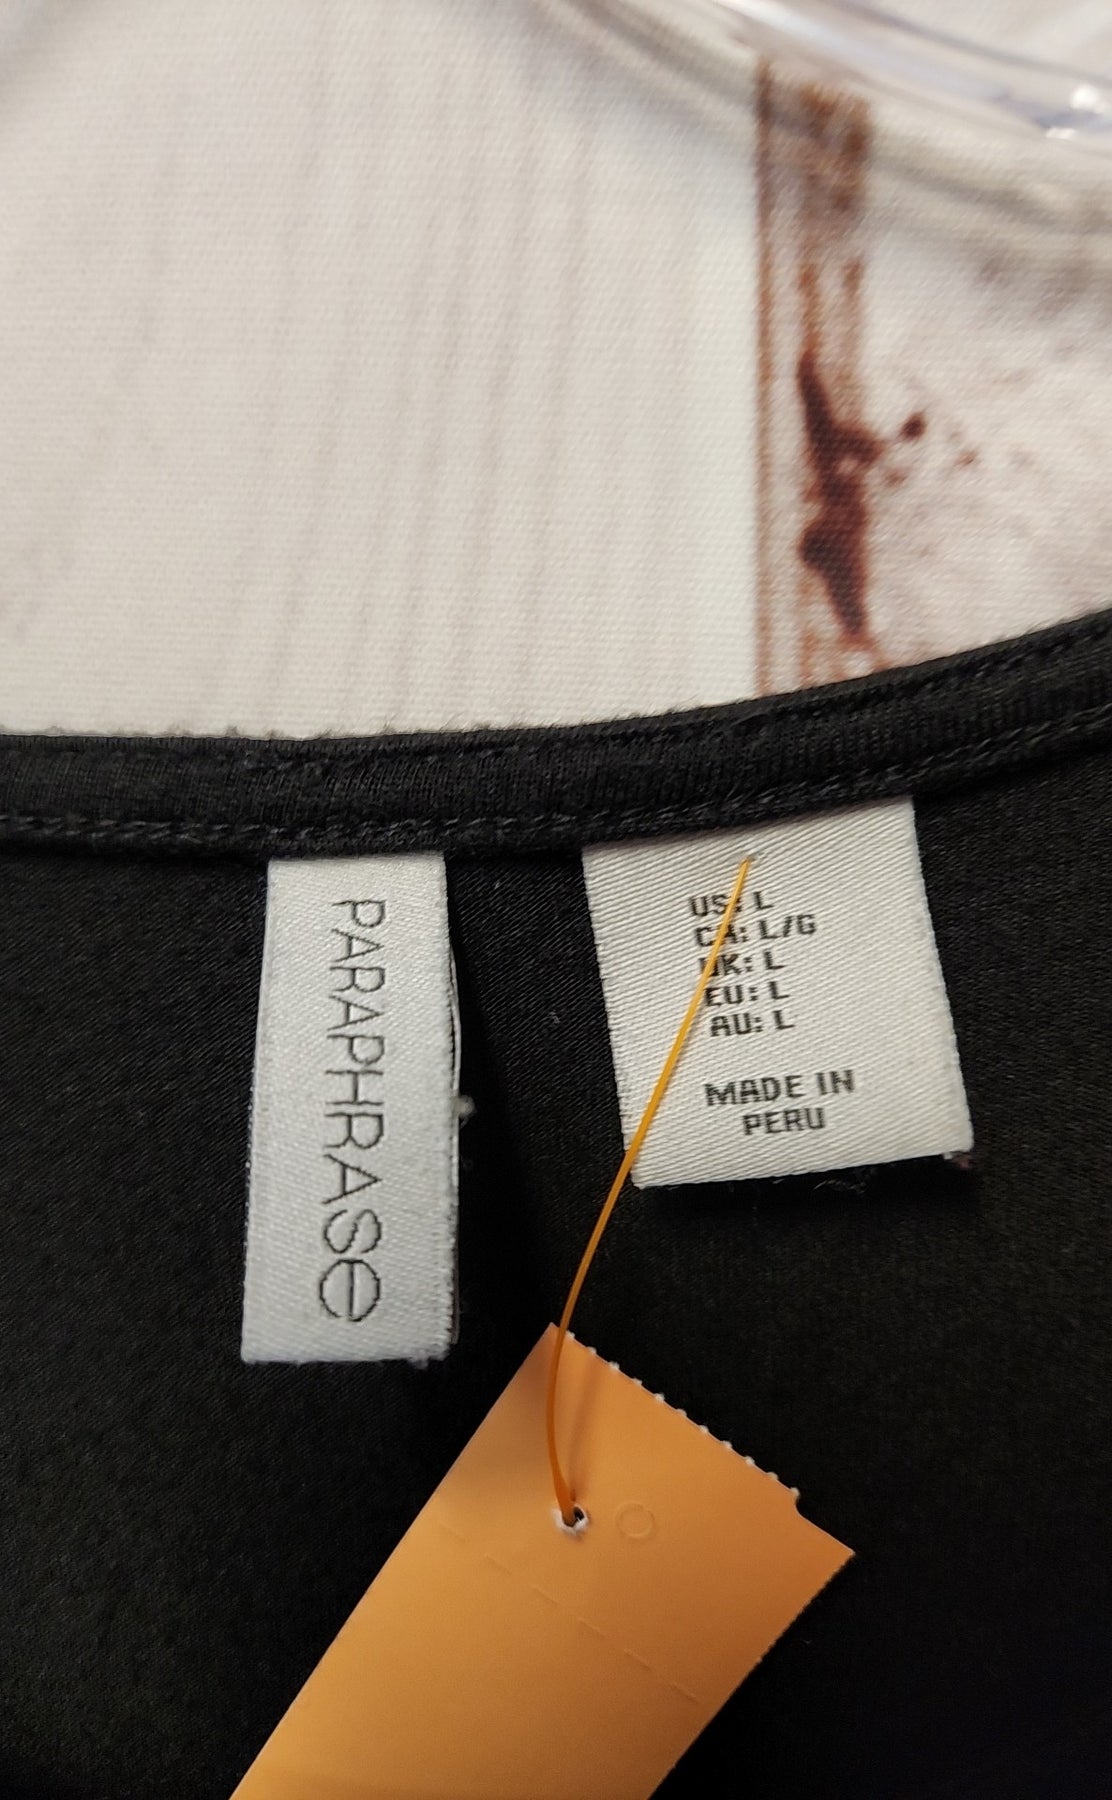 PARAPHRASE
US: L
CA: L/G
UK: L
EU: L
AU: L
MADE IN
PERU